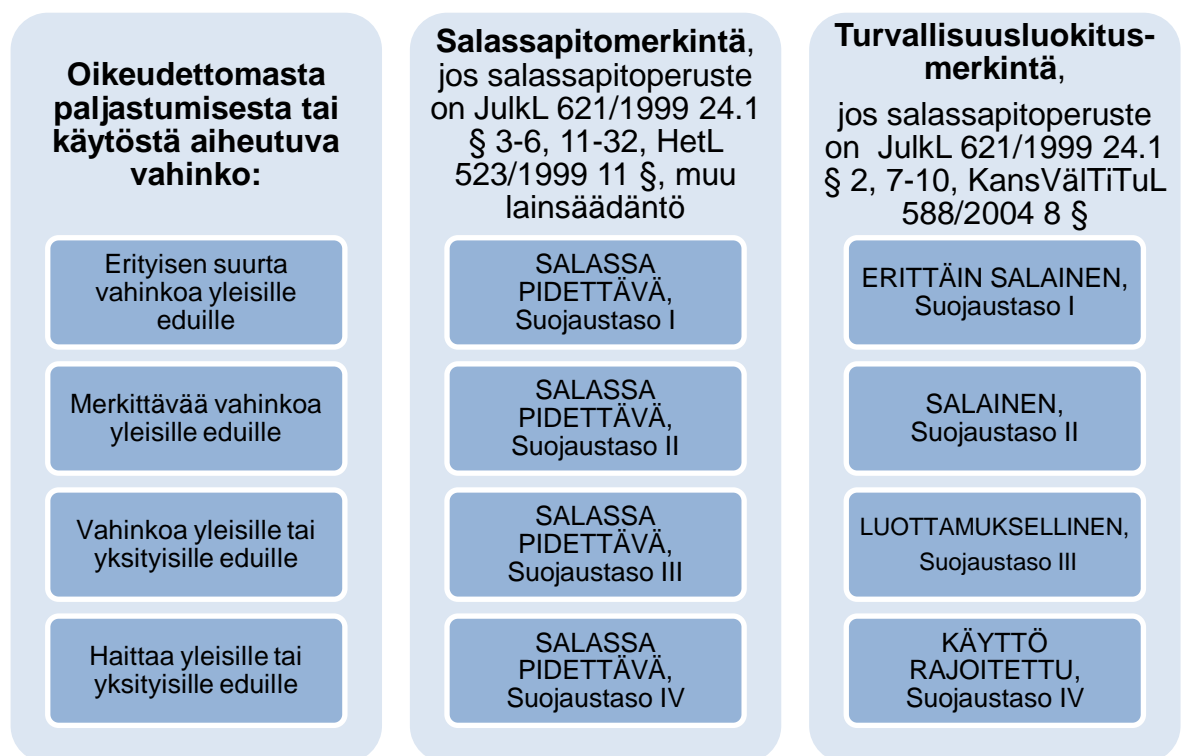 Oikeudettomasta
paljastumisesta tai
käytöstä aiheutuva
vahinko:
Erityisen suurta
vahinkoa yleisille
eduille
Merkittävää vahinkoa
yleisille eduille
Vahinkoa yleisille tai
yksityisille eduille
Haittaa yleisille tai
yksityisille eduille
Salassapitomerkintä,
jos salassapitoperuste
on JulkL 621/1999 24.1
§ 3-6, 11-32, HetL
523/1999 11 §, muu
lainsäädäntö
SALASSA
PIDETTÄVÄ,
Suojaustaso I
SALASSA
PIDETTÄVÄ,
Suojaustaso II
SALASSA
PIDETTÄVÄ,
Suojaustaso III
SALASSA
PIDETTÄVÄ,
Suojaustaso IV
Turvallisuusluokitus-
merkintä,
jos salassapitoperuste
on JulkL 621/1999 24.1
§ 2, 7-10, KansVälTiTuL
588/2004 8 §
ERITTÄIN SALAINEN,
Suojaustaso I
SALAINEN,
Suojaustaso II
LUOTTAMUKSELLINEN,
Suojaustaso III
KÄYTTÖ
RAJOITETTU,
Suojaustaso IV